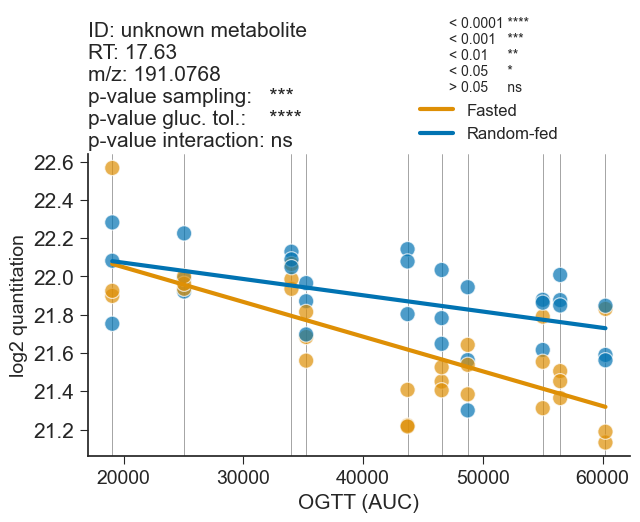 ID: unknown metabolite
RT: 17.63
m/z: 191.0768
p-value sampling: ***
p-value gluc. tol.: ****
p-value interaction: ns
< 0.0001 ****
< 0.001 ***
< 0.01 **
< 0.05 *
> 0.05 ns
Fasted
Random-fed
log2 quantitation
22.6
22.4
22.2
22.0
21.8
21.6
21.4
21.2
20000 30000 40000 50000 60000
OGTT (AUC)